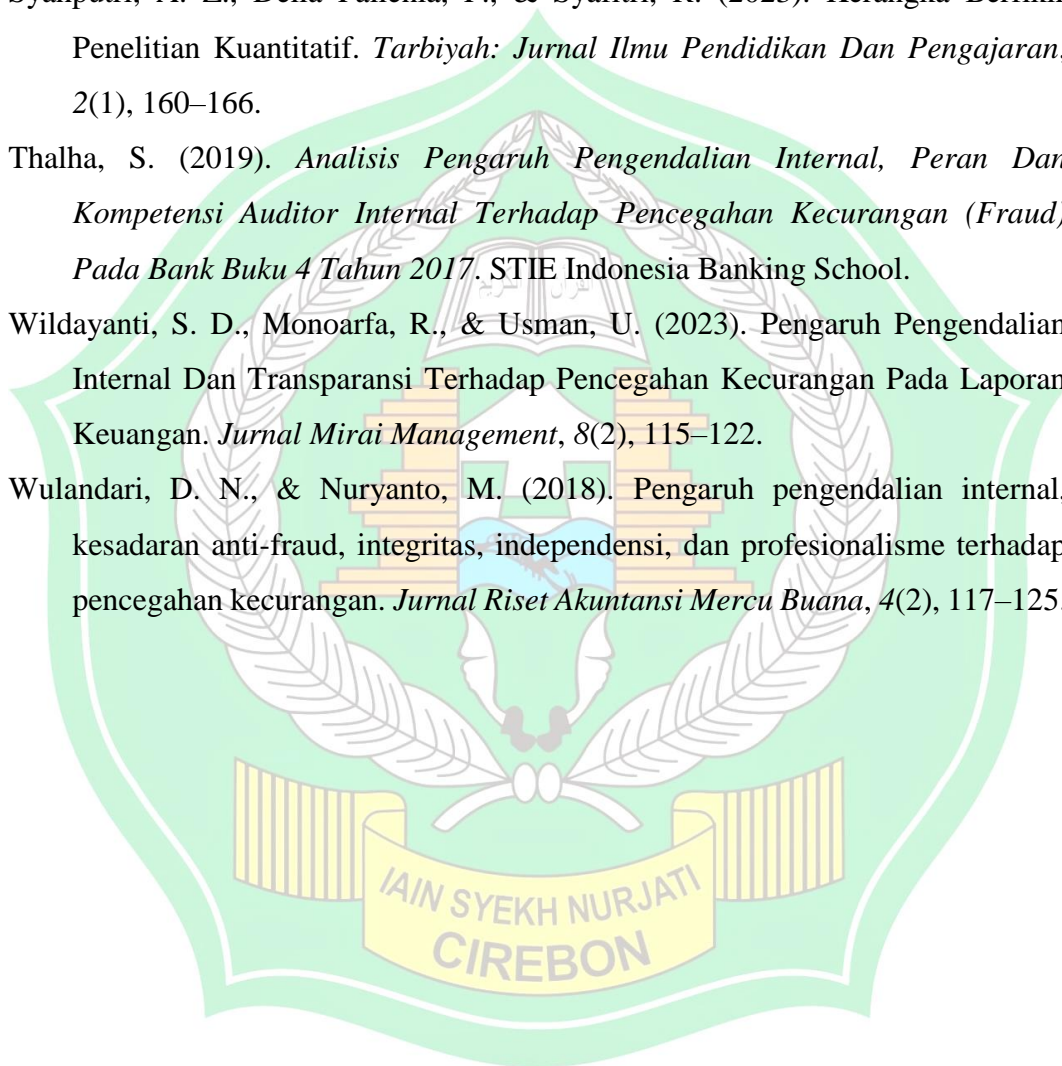 Penelitian Kuantitatif. Tarbiyah: Jurnal Ilmu Pendidikan Dan Pengajaran,
2(1), 160–166.
Thalha, S. (2019). Analisis Pengaruh Pengendalian Internal, Peran Dan
Kompetensi Auditor Internal Terhadap Pencegahan Kecurangan (Fraud)
Pada Bank Buku 4 Tahun 2017. STIE Indonesia Banking School.
Wildayanti, S. D., Monoarfa, R., & Usman, U. (2023). Pengaruh Pengendalian
Internal Dan Transparansi Terhadap Pencegahan Kecurangan Pada Laporan
Keuangan. Jurnal Mirai Management, 8(2), 115–122.
Wulandari, D. N., & Nuryanto, M. (2018). Pengaruh pengendalian internal,
kesadaran anti-fraud, integritas, independensi, dan profesionalisme terhadap
pencegahan kecurangan. Jurnal Riset Akuntansi Mercu Buana, 4(2), 117–125.
IAIN SYEKH NURJATI
CIREBON